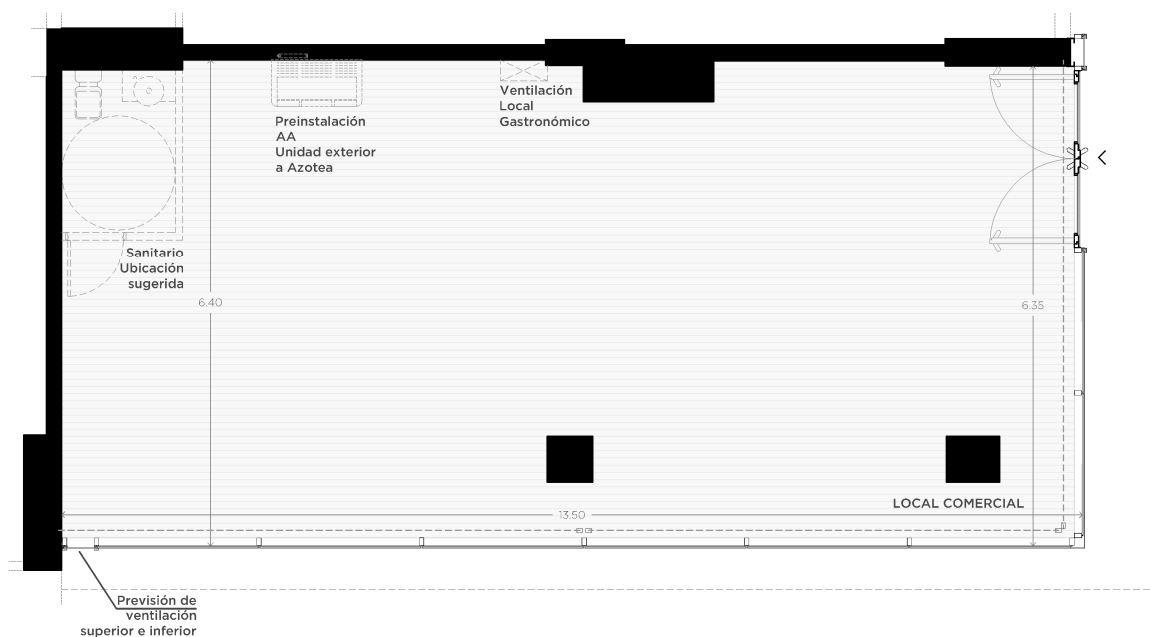 Ventilación
Local
Gastronómico
Preinstalación
AA
Unidad exterior
a Azotea
Sanitario
Ubicación
sugerida
6.40
6.35
LOCAL COMERCIAL
13.50
Previsión de
ventilación
superior e inferior